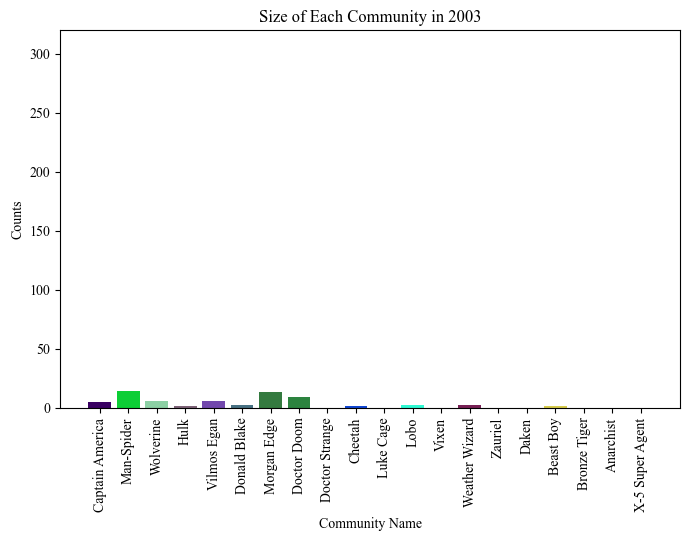 Size of Each Community in 2003
300
250
200
150
100
50
0
Counts
Captain America
Man-Spider
Wolverine
Hulk
Vilmos Egan
Donald Blake
Morgan Edge
Doctor Doom
Doctor Strange
Cheetah
Luke Cage
Lobo
Vixen
Weather Wizard
Zauriel
Daken
Beast Boy
Bronze Tiger
Anarchist
X-5 Super Agent
Community Name